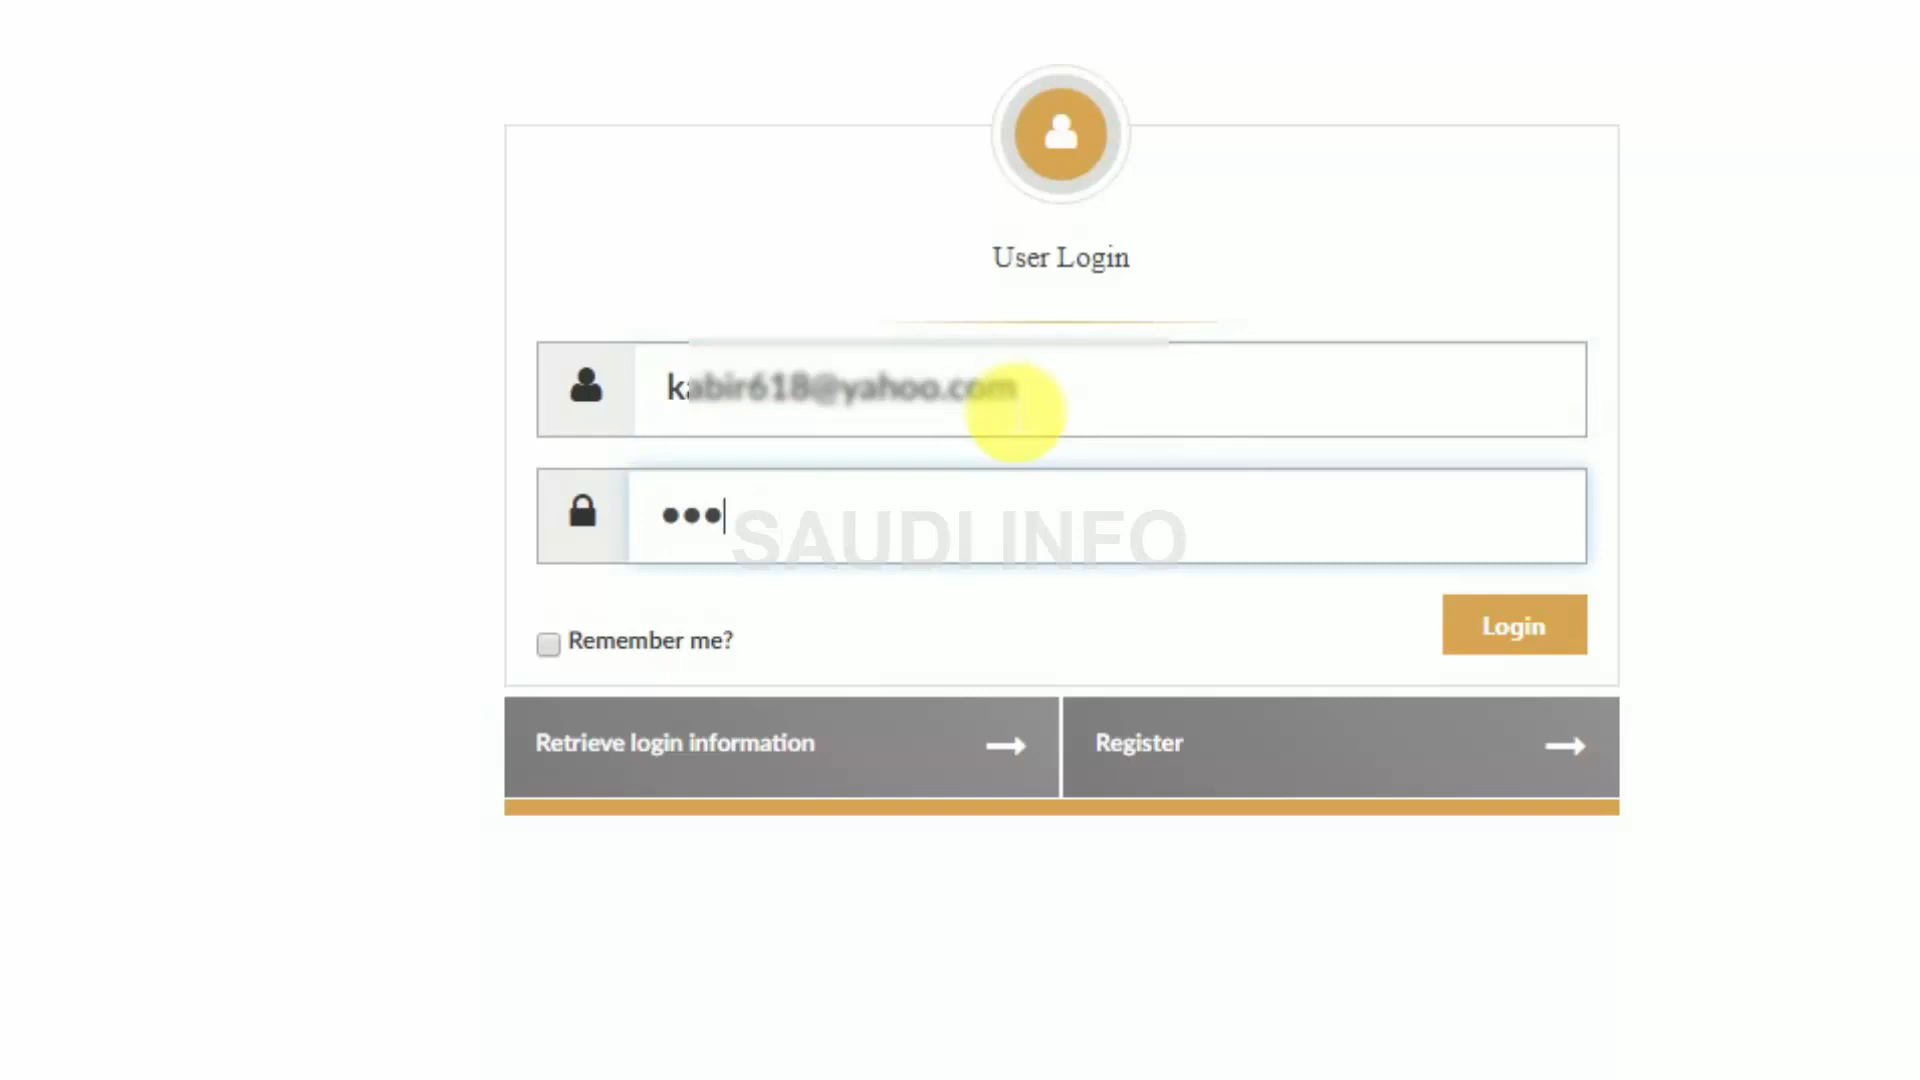 User Login
•••
SAUDI INFO
Remember me?
Login
Retrieve login information
Register